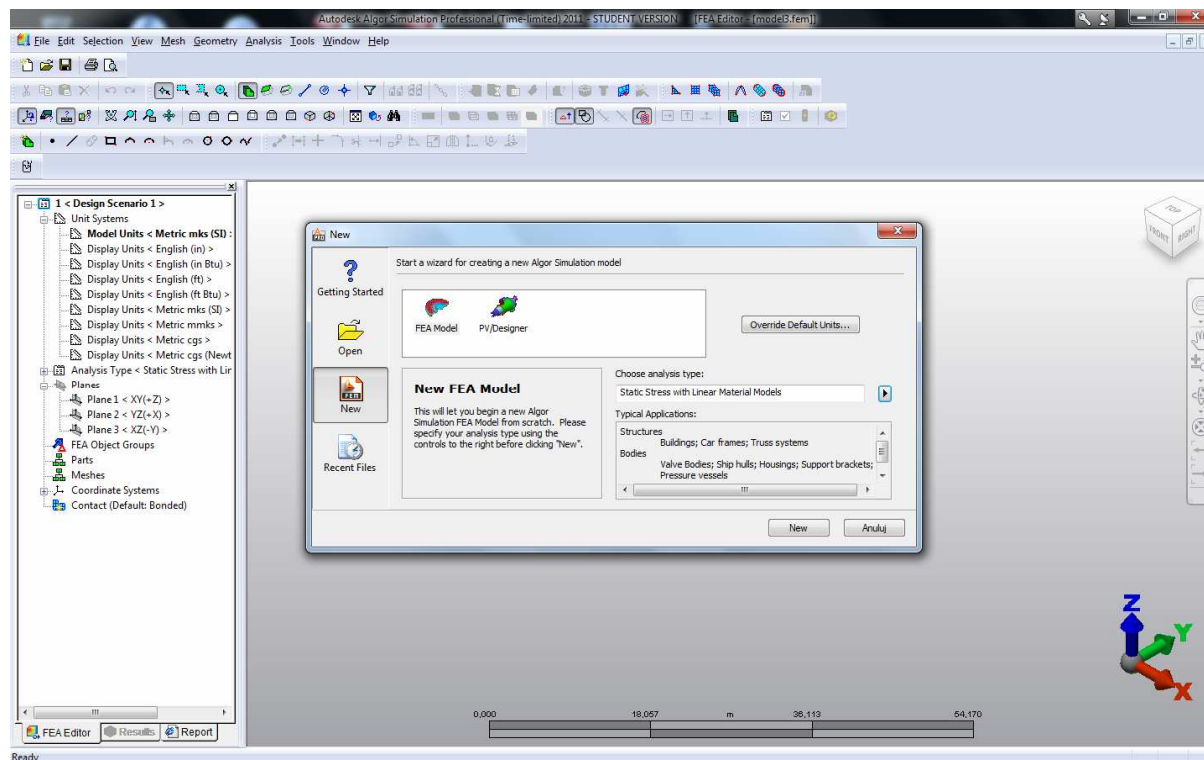 Autodesk Algor Simulation Professional (Time-limited) 2011 - STUDENT VERSION [FEA Editor - [model3.fem]]
File Edit Selection View Mesh Geometry Analysis Tools Window Help
1 < Design Scenario 1 >
Unit Systems
Model Units < Metric mks (SI) :
Display Units < English (in) >
Display Units < English (in Btu) >
Display Units < English (ft) >
Display Units < English (ft Btu) >
Display Units < Metric mks (SI) >
Display Units < Metric mmks >
Display Units < Metric cgs >
Display Units < Metric cgs (Newt
Analysis Type < Static Stress with Lir
Planes
Plane 1 < XY(+Z) >
Plane 2 < YZ(+X) >
Plane 3 < XZ(-Y) >
FEA Object Groups
Parts
Meshes
Coordinate Systems
Contact (Default: Bonded)
FEA Editor Results Report
Ready
New
Getting Started
Open
New
Recent Files
Start a wizard for creating a new Algor Simulation model
FEA Model PV/Designer
Override Default Units...
New FEA Model
This will let you begin a new Algor
Simulation FEA Model from scratch. Please
specify your analysis type using the
controls to the right before clicking "New".
Choose analysis type:
Static Stress with Linear Material Models
Typical Applications:
Structures
Buildings; Car frames; Truss systems
Bodies
Valve Bodies; Ship hulls; Housings; Support brackets;
Pressure vessels
New Anuluj
FRONT RIGHT
Z
Y
X
0,000 18,057 m 36,113 54,170